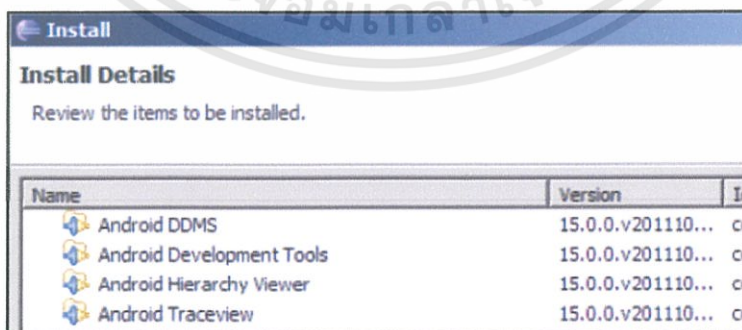 Install
Install Details
Review the items to be installed.
Name Version
Android DDMS 15.0.0.v201110...
Android Development Tools 15.0.0.v201110...
Android Hierarchy Viewer 15.0.0.v201110...
Android Traceview 15.0.0.v201110...